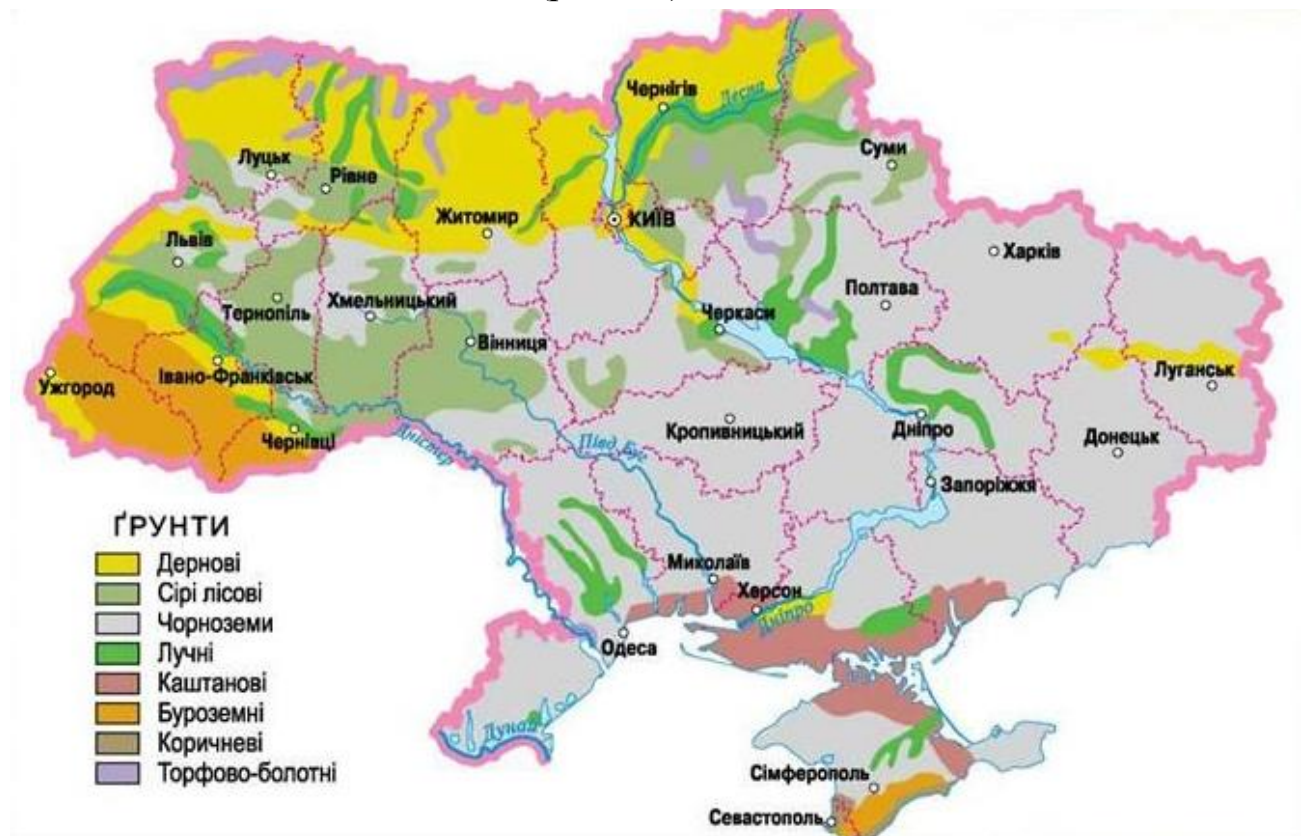 Чернігів
Десна
Суми
Луцьк
Рівне
Житомир
КИЇВ
Харків
Львів
Тернопіль
Хмельницький
Полтава
Черкаси
Вінниця
Ужгород
Івано-Франківськ
Луганськ
Чернівці
Дністер
Півд. Буг
Кропивницький
Дніпро
Донецьк
Запоріжжя
ҐРУНТИ
Дернові
Сірі лісові
Чорноземи
Лучні
Каштанові
Буроземні
Коричневі
Торфово-болотні
Миколаїв
Херсон
Дніпро
Одеса
Дунай
Сімферополь
Севастополь